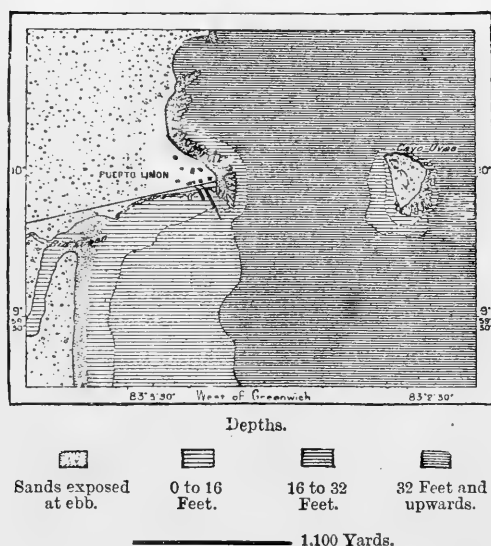 Cayo Uvas
10°
10°
PUERTO LIMON
9°
59'
30"
9°
59'
30"
83°3'30" West of Greenwich 83°2'30"
Depths.
Sands exposed at ebb.
0 to 16 Feet.
16 to 32 Feet.
32 Feet and upwards.
1,100 Yards.